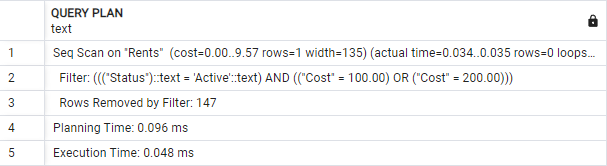 QUERY PLAN
text
1 Seq Scan on "Rents" (cost=0.00..9.57 rows=1 width=135) (actual time=0.034..0.035 rows=0 loops...
2 Filter: ((("Status")::text = 'Active'::text) AND (("Cost" = 100.00) OR ("Cost" = 200.00)))
3 Rows Removed by Filter: 147
4 Planning Time: 0.096 ms
5 Execution Time: 0.048 ms